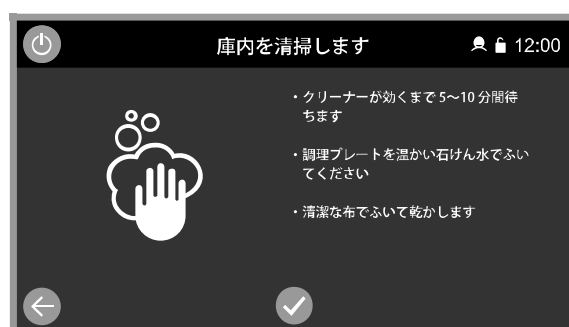 庫内を清掃します
12:00
・クリーナーが効くまで 5～10 分間待
ちます
・調理プレートを温かい石けん水でふい
てください
・清潔な布でふいて乾かします